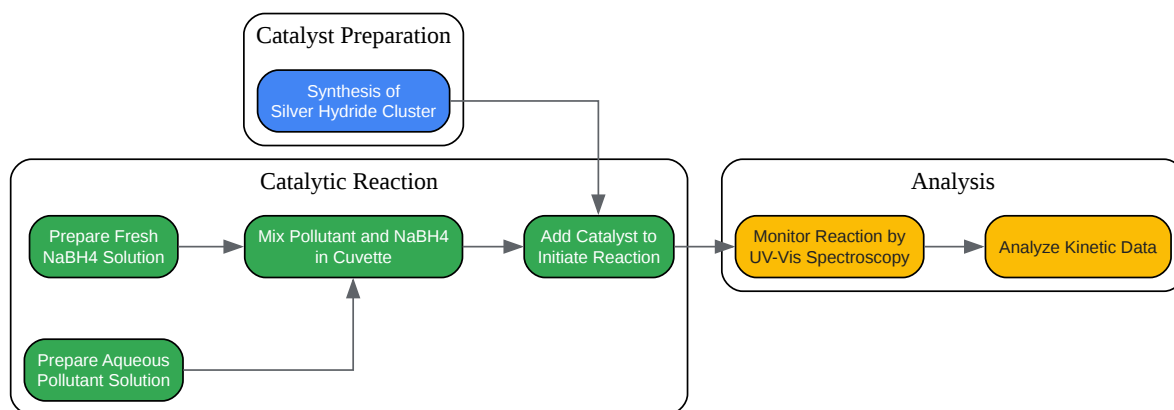 Catalyst Preparation
Synthesis of
Silver Hydride Cluster
Catalytic Reaction
Prepare Fresh
NaBH4 Solution
Mix Pollutant and NaBH4
in Cuvette
Add Catalyst to
Initiate Reaction
Prepare Aqueous
Pollutant Solution
Analysis
Monitor Reaction by
UV-Vis Spectroscopy
Analyze Kinetic Data